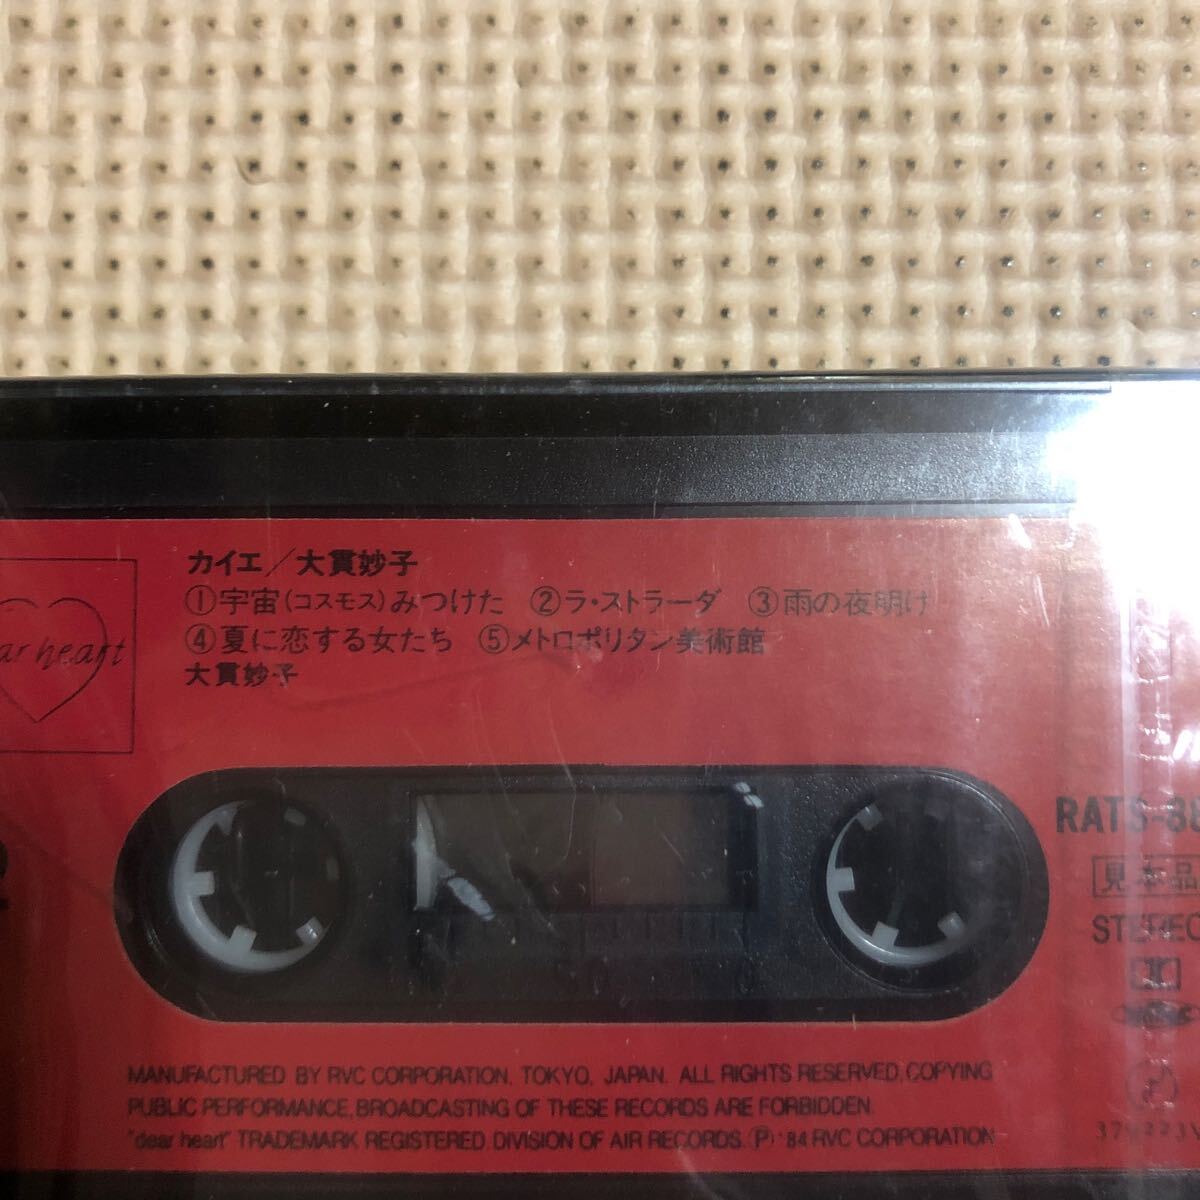 カイエ／大貫妙子
①宇宙(コスモス)みつけた ②ラ・ストラーダ ③雨の夜明け
④夏に恋する女たち ⑤メトロポリタン美術館
大貫妙子
ar heart
2
RATS-88
見本品
STEREO
MANUFACTURED BY RVC CORPORATION, TOKYO, JAPAN. ALL RIGHTS RESERVED, COPYING
PUBLIC PERFORMANCE, BROADCASTING OF THESE RECORDS ARE FORBIDDEN.
"dear heart" TRADEMARK REGISTERED DIVISION OF AIR RECORDS. Ⓟ '84 RVC CORPORATION